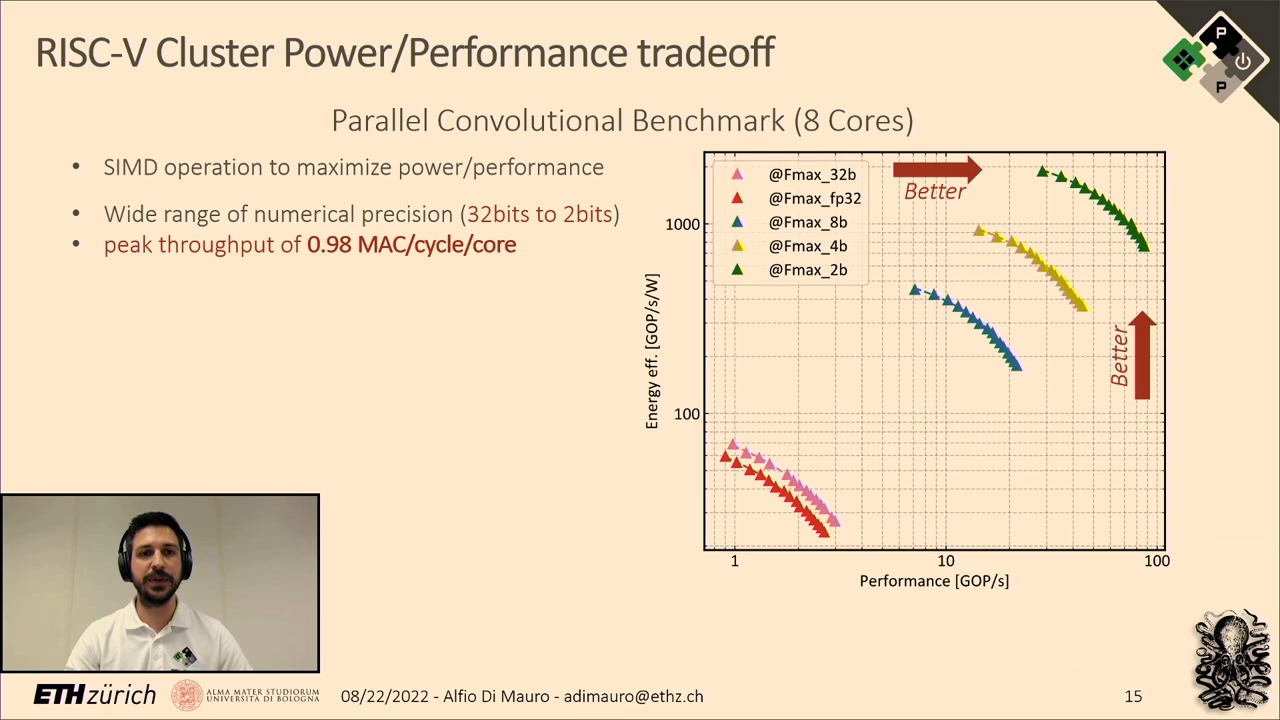 RISC-V Cluster Power/Performance tradeoff
P
P
Parallel Convolutional Benchmark (8 Cores)
• SIMD operation to maximize power/performance
• Wide range of numerical precision (32bits to 2bits)
• peak throughput of 0.98 MAC/cycle/core
@Fmax_32b
@Fmax_fp32
@Fmax_8b
@Fmax_4b
@Fmax_2b
Better
Better
1000
100
Energy eff. [GOP/s/W]
1
10
100
Performance [GOP/s]
ETH zürich
ALMA MATER STUDIORUM
UNIVERSITÀ DI BOLOGNA
08/22/2022 - Alfio Di Mauro - adimauro@ethz.ch
15